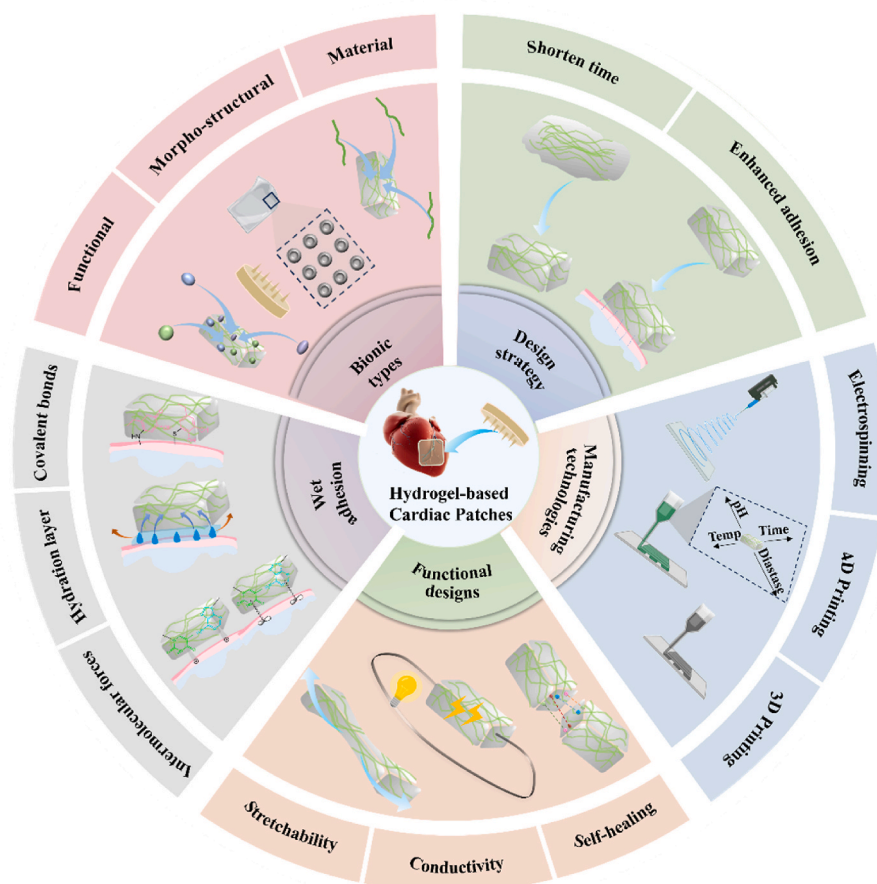 Material
Morpho-structural
Functional
Shorten time
Enhanced adhesion
Bionic
types
Design
strategy
Electrospinning
4D Printing
3D Printing
pH
Time
Temp
Diastase
Manufacturing
technologies
Hydrogel-based
Cardiac Patches
Wet
adhesion
Covalent bonds
Hydration layer
Intermolecular forces
Functional
designs
Stretchability
Conductivity
Self-healing